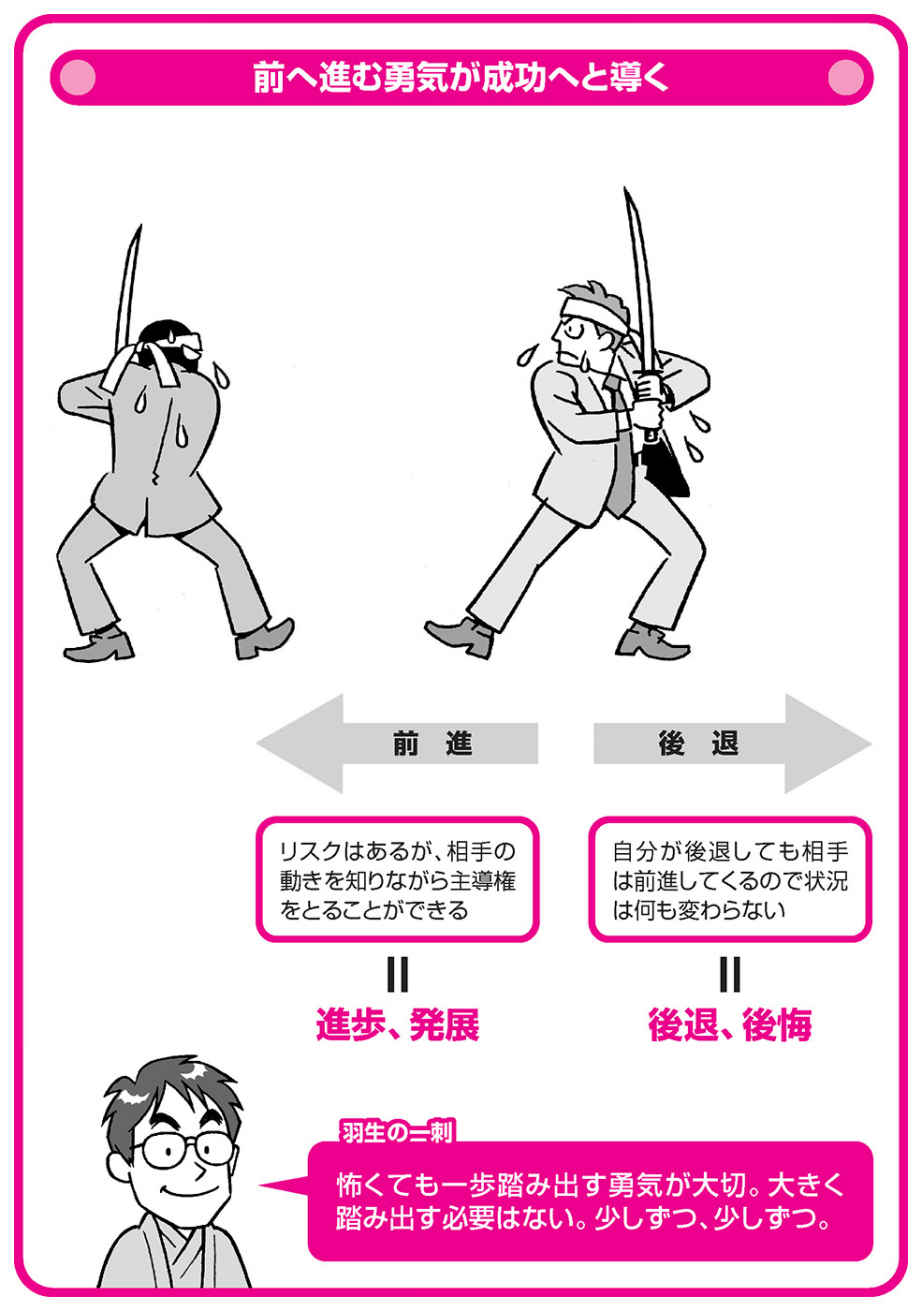 前へ進む勇気が成功へと導く
前 進
後 退
リスクはあるが、相手の
動きを知りながら主導権
をとることができる
自分が後退しても相手
は前進してくるので状況
は何も変わらない
=
=
進歩、発展
後退、後悔
羽生の一刺
怖くても一歩踏み出す勇気が大切。大きく
踏み出す必要はない。少しずつ、少しずつ。